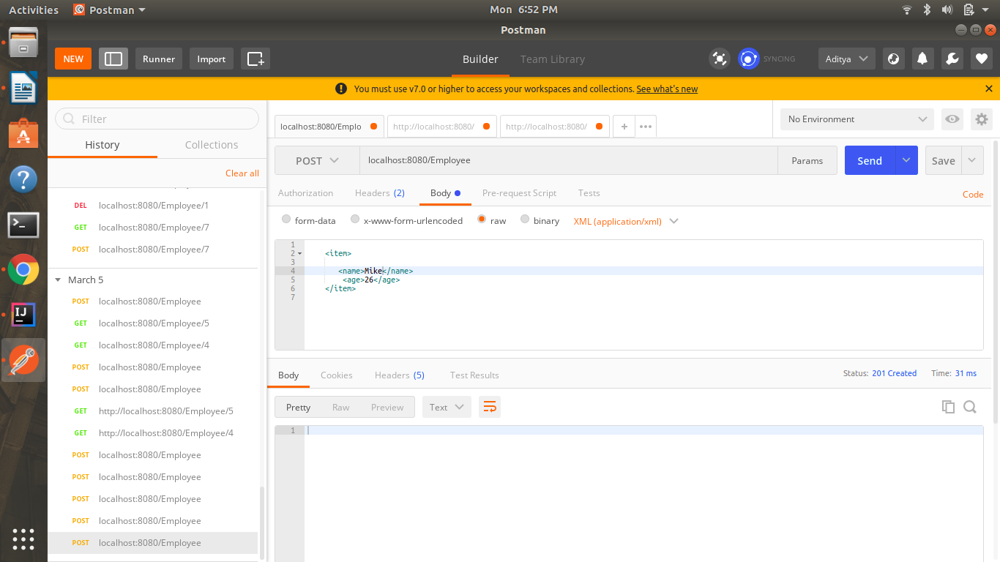 Activities Postman Mon 6:52 PM
Postman
NEW Runner Import Builder Team Library SYNCING Aditya
You must use v7.0 or higher to access your workspaces and collections. See what's new
Filter
History Collections
Clear all
DEL localhost:8080/Employee/1
GET localhost:8080/Employee/7
POST localhost:8080/Employee/7
March 5
POST localhost:8080/Employee
GET localhost:8080/Employee/5
GET localhost:8080/Employee/4
POST localhost:8080/Employee
POST localhost:8080/Employee
GET http://localhost:8080/Employee/5
GET http://localhost:8080/Employee/4
POST localhost:8080/Employee
POST localhost:8080/Employee
POST localhost:8080/Employee
POST localhost:8080/Employee
POST localhost:8080/Employee
localhost:8080/Emplo http://localhost:8080/ http://localhost:8080/ + ••• No Environment
POST localhost:8080/Employee Params Send Save
Authorization Headers (2) Body Pre-request Script Tests Code
form-data x-www-form-urlencoded raw binary XML (application/xml)
1
2 <item>
3
4 <name>Mike</name>
5 <age>26</age>
6 </item>
7
Body Cookies Headers (5) Test Results Status: 201 Created Time: 31 ms
Pretty Raw Preview Text
1